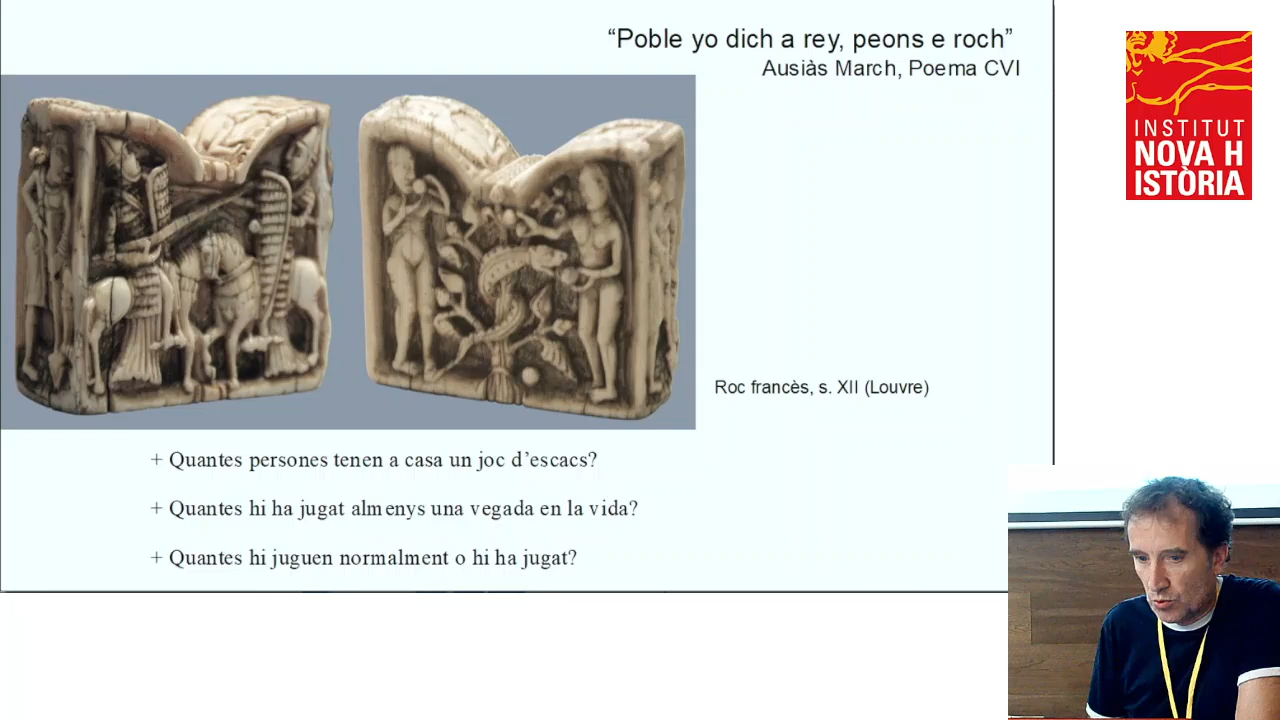 “Poble yo dich a rey, peons e roch”
Ausiàs March, Poema CVI
INSTITUT
NOVA H
ISTÒRIA
Roc francès, s. XII (Louvre)
+ Quantes persones tenen a casa un joc d’escacs?
+ Quantes hi ha jugat almenys una vegada en la vida?
+ Quantes hi juguen normalment o hi ha jugat?